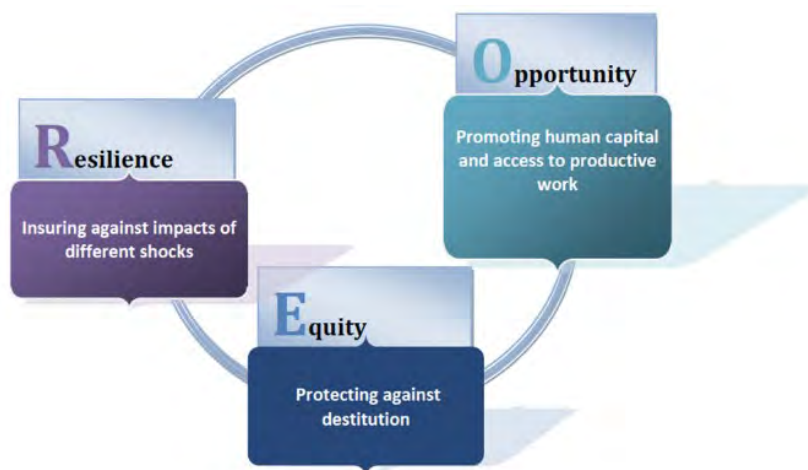 Opportunity
Promoting human capital
and access to productive
work
Resilience
Insuring against impacts of
different shocks
Equity
Protecting against
destitution